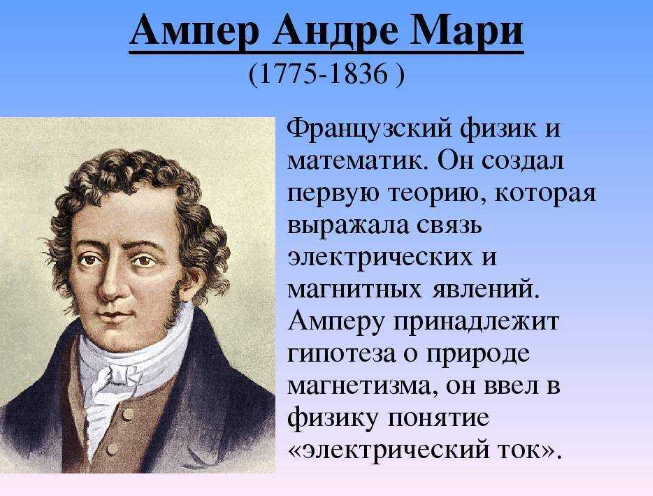 Ампер Андре Мари
(1775-1836 )
Французский физик и
математик. Он создал
первую теорию, которая
выражала связь
электрических и
магнитных явлений.
Амперу принадлежит
гипотеза о природе
магнетизма, он ввел в
физику понятие
«электрический ток».